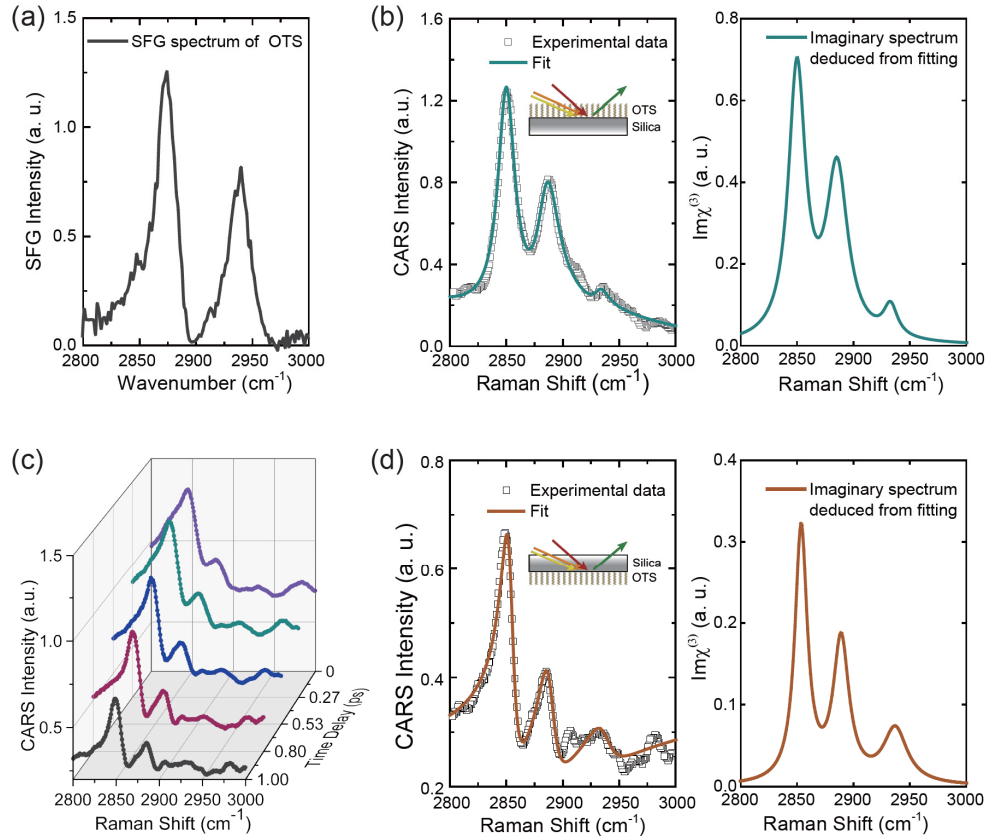 (a)
SFG spectrum of OTS
SFG Intensity (a. u.)
1.5
1.0
0.5
0.0
2800 2850 2900 2950 3000
Wavenumber (cm⁻¹)
(b)
Experimental data
Fit
OTS
Silica
CARS Intensity (a.u.)
1.6
1.2
0.8
0.4
0.0
2800 2850 2900 2950 3000
Raman Shift (cm⁻¹)
Imaginary spectrum
deduced from fitting
Imχ⁽³⁾ (a. u.)
0.8
0.6
0.4
0.2
0.0
2800 2850 2900 2950 3000
Raman Shift (cm⁻¹)
(c)
CARS Intensity (a.u.)
1.5
1.0
0.5
0
0.27
0.53
0.80
1.00
Time Delay (ps)
2800 2850 2900 2950 3000
Raman Shift (cm⁻¹)
(d)
Experimental data
Fit
Silica
OTS
CARS Intensity (a. u.)
0.8
0.6
0.4
0.2
2800 2850 2900 2950 3000
Raman Shift (cm⁻¹)
Imaginary spectrum
deduced from fitting
Imχ⁽³⁾ (a. u.)
0.4
0.3
0.2
0.1
0.0
2800 2850 2900 2950 3000
Raman Shift (cm⁻¹)